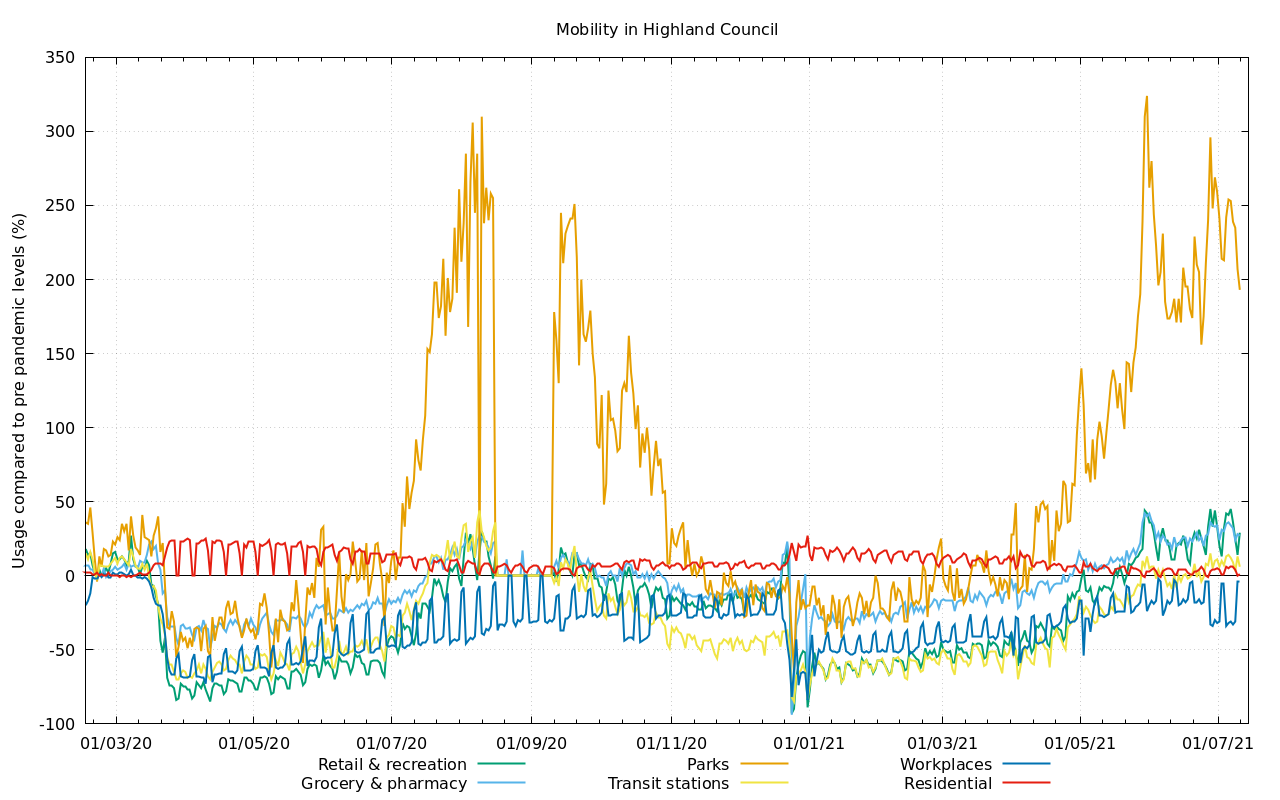 Mobility in Highland Council
Usage compared to pre pandemic levels (%)
350
300
250
200
150
100
50
0
-50
-100
01/03/20 01/05/20 01/07/20 01/09/20 01/11/20 01/01/21 01/03/21 01/05/21 01/07/21
Retail & recreation Parks Workplaces
Grocery & pharmacy Transit stations Residential